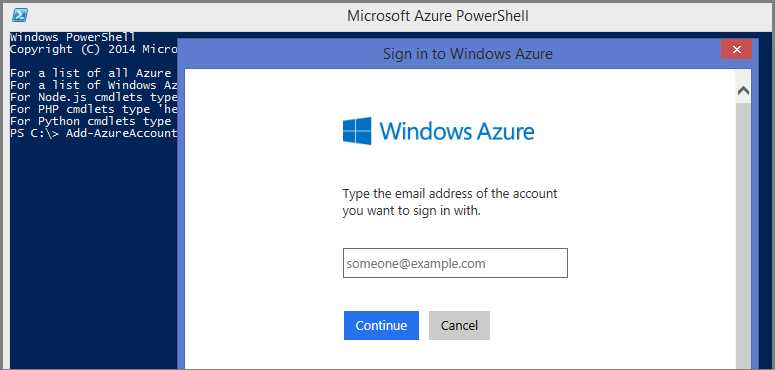 Microsoft Azure PowerShell
Windows PowerShell
Copyright (C) 2014 Micro
For a list of all Azure
For a list of Windows Az
For Node.js cmdlets type
For PHP cmdlets type 'he
For Python cmdlets type
PS C:\> Add-AzureAccount
Sign in to Windows Azure
Windows Azure
Type the email address of the account
you want to sign in with.
someone@example.com
Continue Cancel